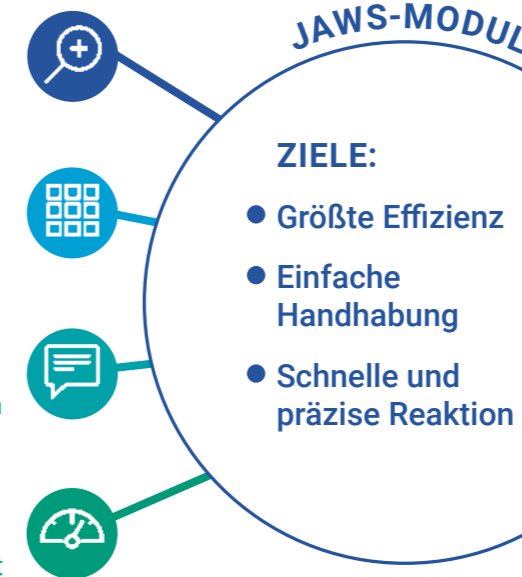 JAWS-MODUL
ZIELE:
Größte Effizienz
Einfache
Handhabung
Schnelle und
präzise Reaktion